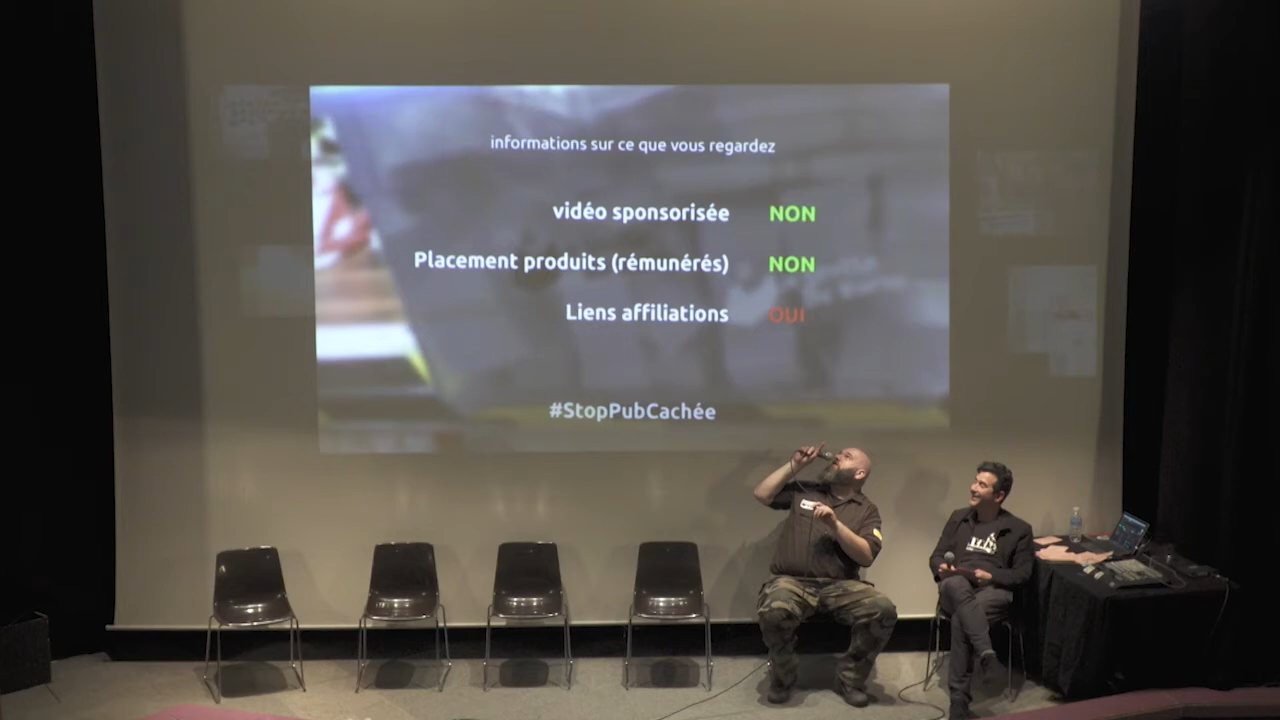 informations sur ce que vous regardez
vidéo sponsorisée NON
Placement produits (rémunérés) NON
Liens affiliations OUI
#StopPubCachée